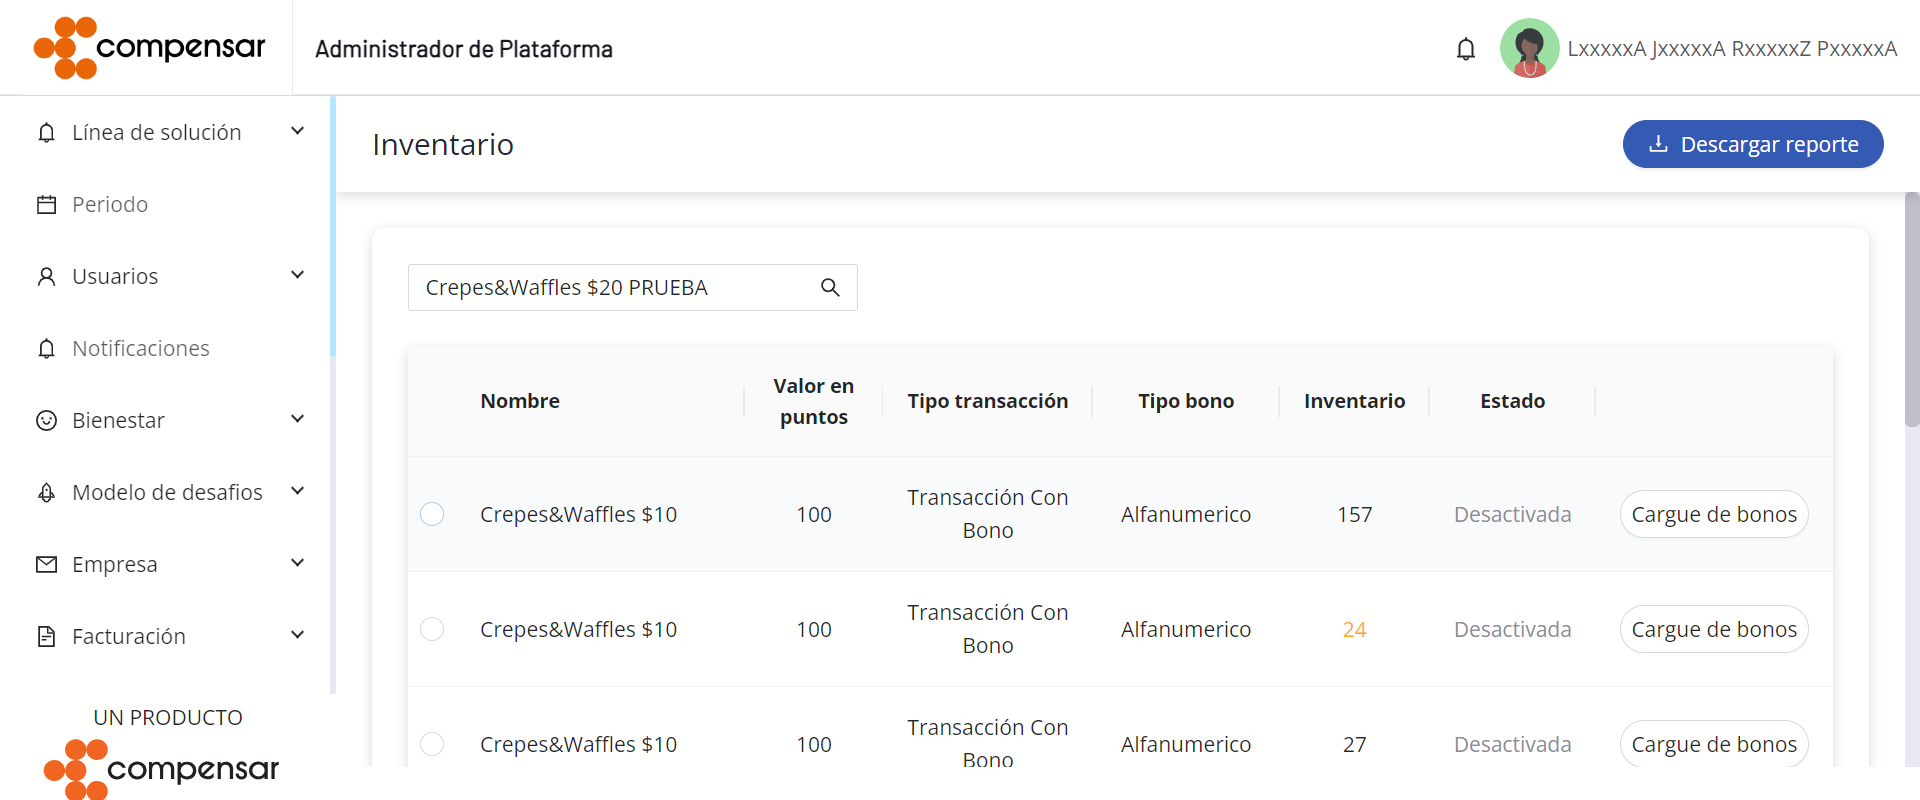 compensar
Administrador de Plataforma
LxxxxxA JxxxxxA RxxxxxZ PxxxxxA
Línea de solución
Periodo
Usuarios
Notificaciones
Bienestar
Modelo de desafios
Empresa
Facturación
UN PRODUCTO
compensar
Inventario
Descargar reporte
Crepes&Waffles $20 PRUEBA
Nombre
Valor en
puntos
Tipo transacción
Tipo bono
Inventario
Estado
Crepes&Waffles $10
100
Transacción Con
Bono
Alfanumerico
157
Desactivada
Cargue de bonos
Crepes&Waffles $10
100
Transacción Con
Bono
Alfanumerico
24
Desactivada
Cargue de bonos
Crepes&Waffles $10
100
Transacción Con
Bono
Alfanumerico
27
Desactivada
Cargue de bonos